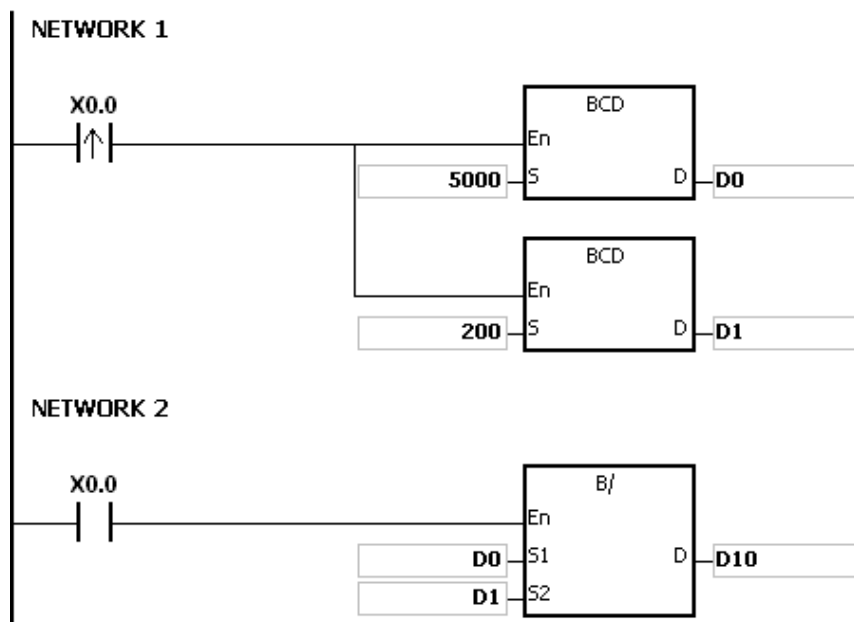 NETWORK 1
X0.0
BCD
En
5000 S D D0
BCD
En
200 S D D1
NETWORK 2
X0.0
B/
En
D0 S1 D D10
D1 S2